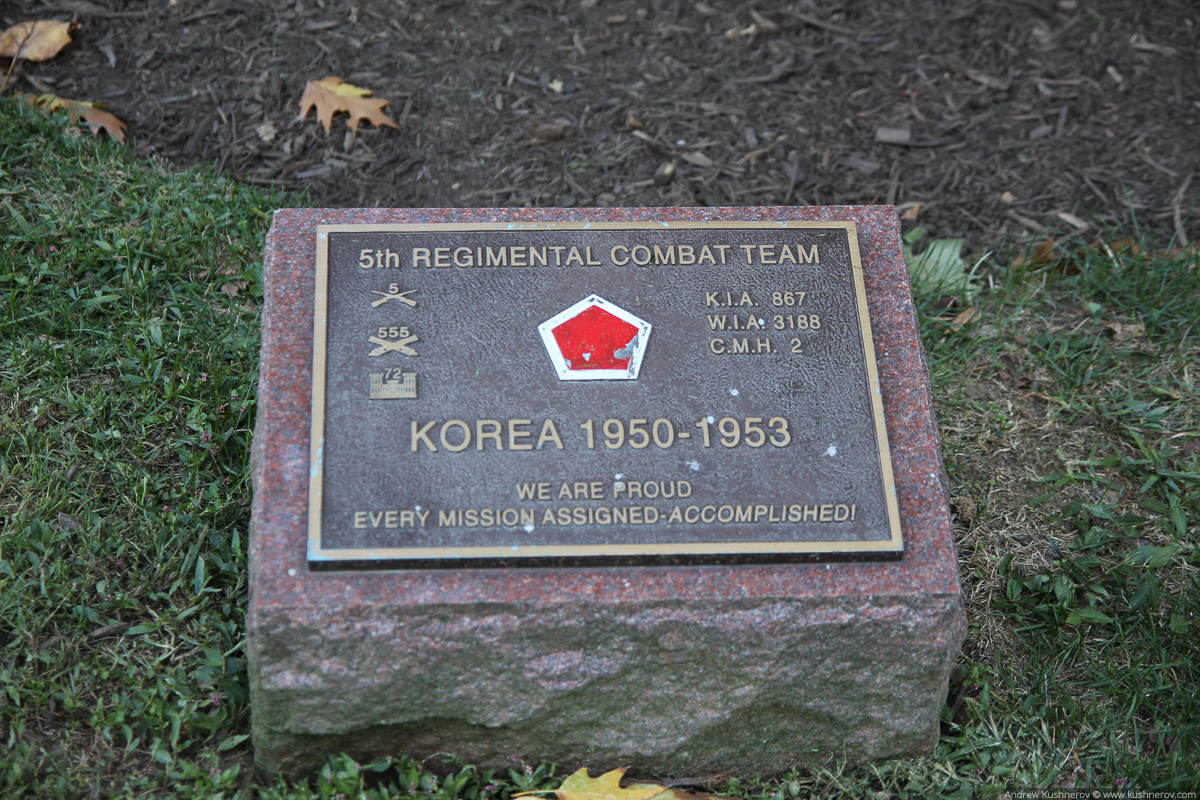 5th REGIMENTAL COMBAT TEAM
5
555
72
K.I.A. 867
W.I.A. 3188
C.M.H. 2
KOREA 1950-1953
WE ARE PROUD
EVERY MISSION ASSIGNED-ACCOMPLISHED!
Andrew Kushnerov © www.kushnerov.com